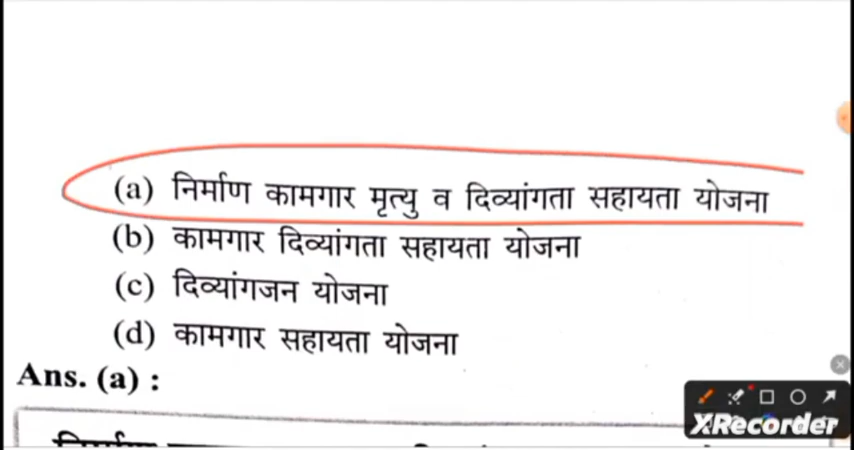 (a) निर्माण कामगार मृत्यु व दिव्यांगता सहायता योजना
(b) कामगार दिव्यांगता सहायता योजना
(c) दिव्यांगजन योजना
(d) कामगार सहायता योजना
Ans. (a) :
XRecorder